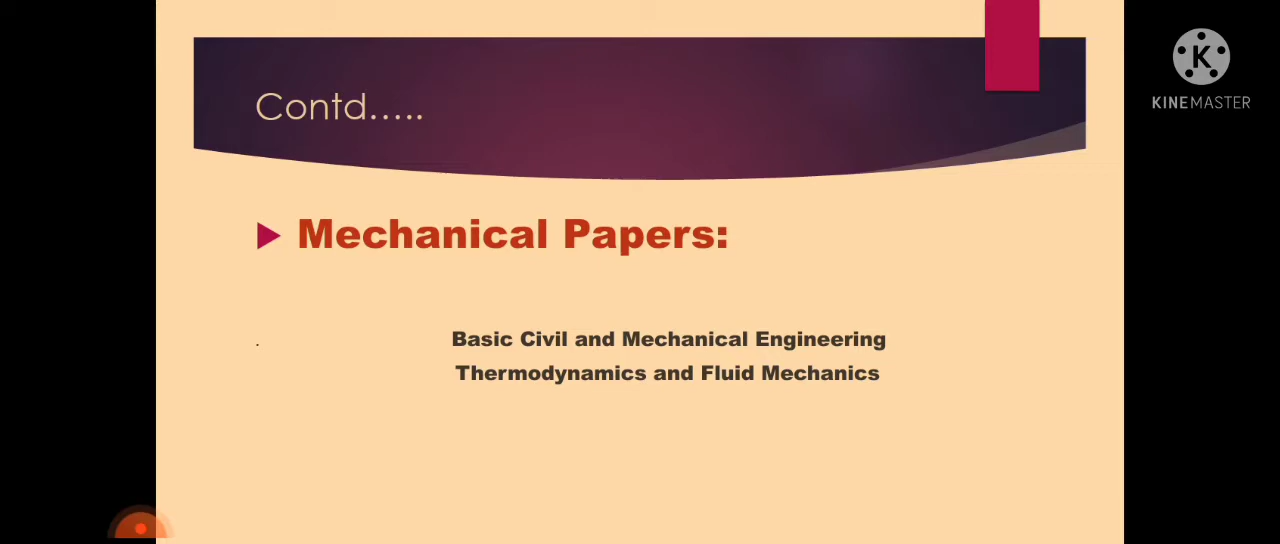 Contd.....
K
KINEMASTER
Mechanical Papers:
. Basic Civil and Mechanical Engineering
Thermodynamics and Fluid Mechanics